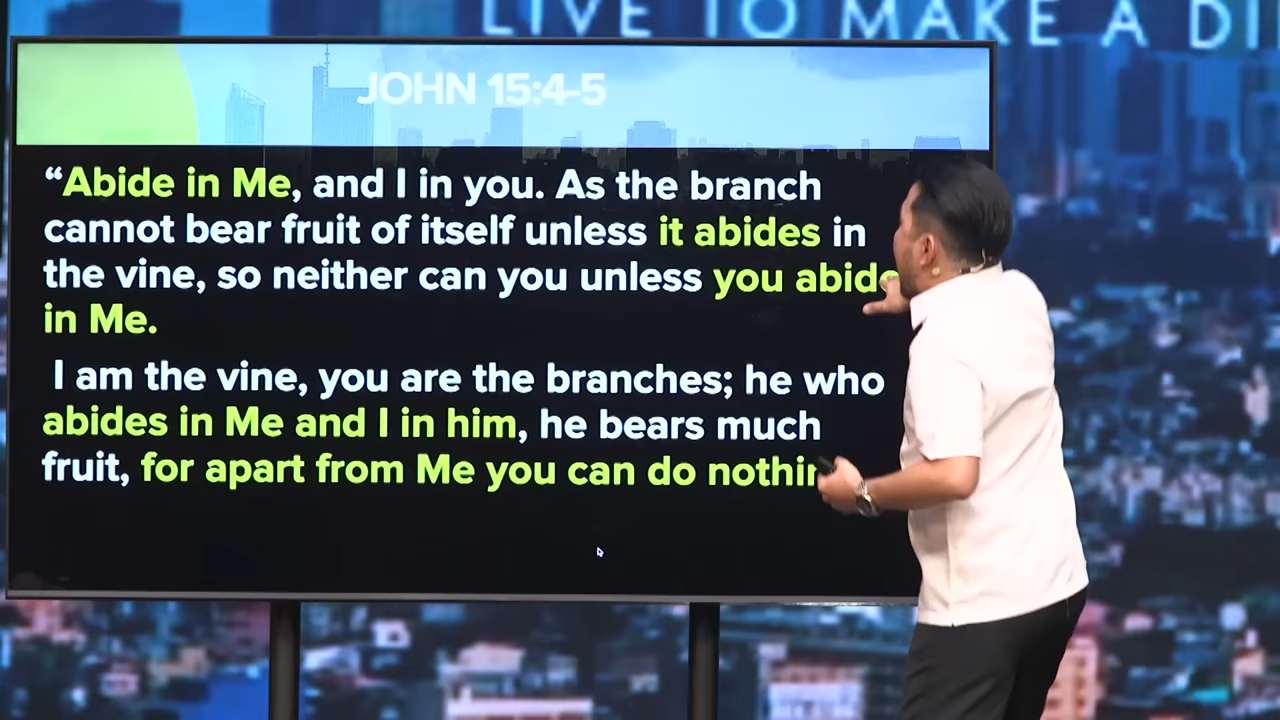 LIVE TO MAKE A DI
JOHN 15:4-5
“Abide in Me, and I in you. As the branch
cannot bear fruit of itself unless it abides in
the vine, so neither can you unless you abide
in Me.
I am the vine, you are the branches; he who
abides in Me and I in him, he bears much
fruit, for apart from Me you can do nothin